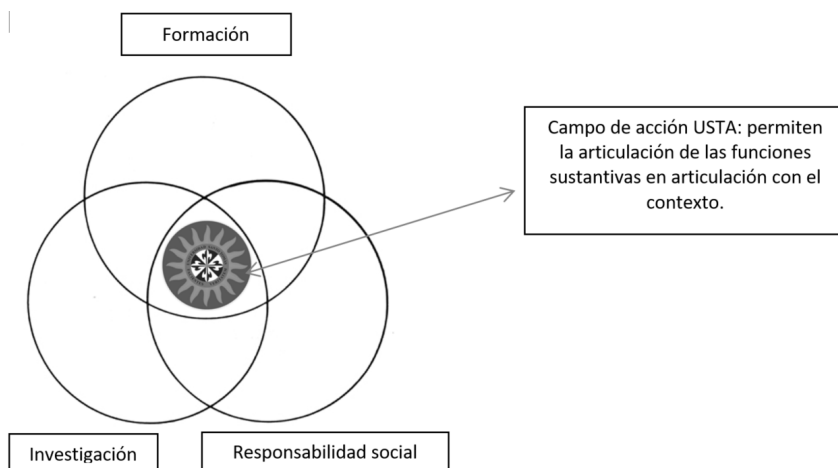 Formación
Campo de acción USTA: permiten
la articulación de las funciones
sustantivas en articulación con el
contexto.
Investigación
Responsabilidad social